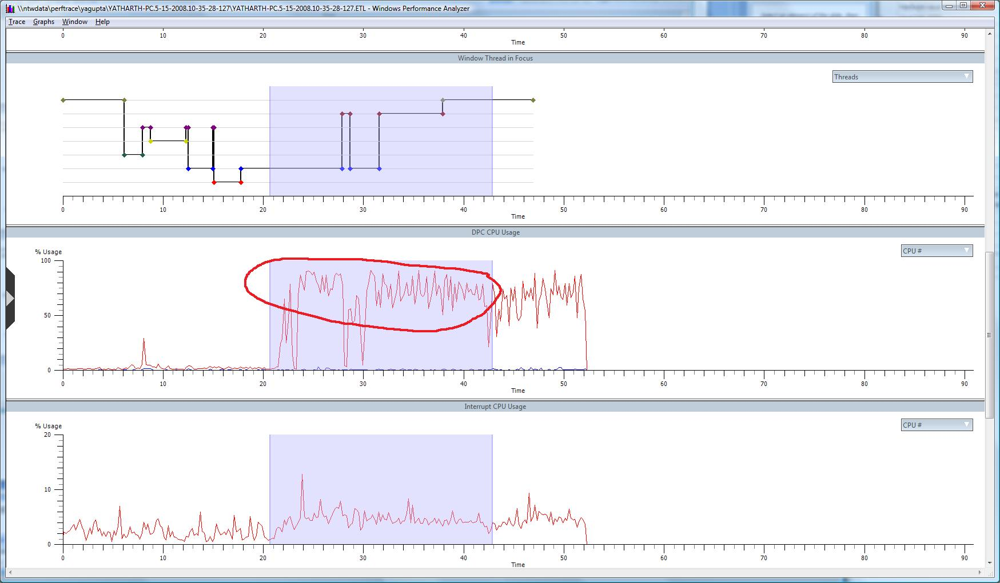 \\ntwdata\perftrace\yagupta\YATHARTH-PC.5-15-2008.10-35-28-127\YATHARTH-PC.5-15-2008.10-35-28-127.ETL - Windows Performance Analyzer
Trace Graphs Window Help
0 10 20 30 40 50 60 70 80 90
Time
Window Thread in Focus
Threads
0 10 20 30 40 50 60 70 80 90
Time
DPC CPU Usage
% Usage
CPU #
100
50
0
0 10 20 30 40 50 60 70 80 90
Time
Interrupt CPU Usage
% Usage
CPU #
20
10
0
0 10 20 30 40 50 60 70 80 90
Time